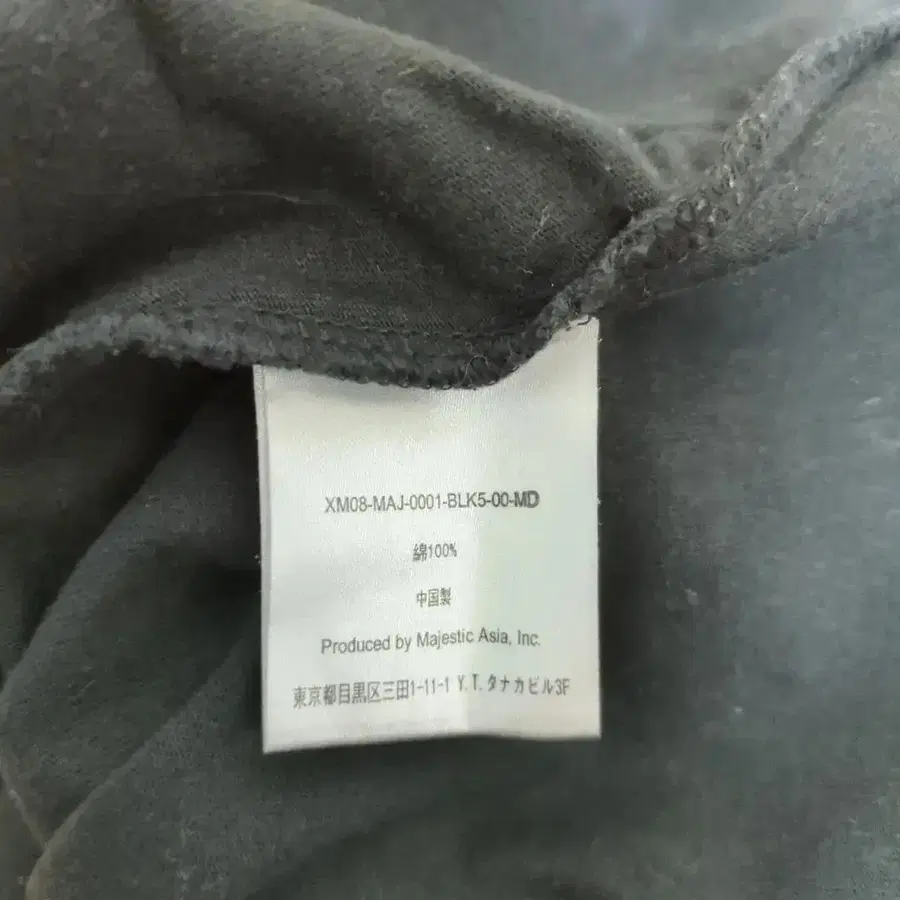 XM08-MAJ-0001-BLK5-00-MD
綿100%
中国製
Produced by Majestic Asia, Inc.
東京都目黒区三田1-11-1 Y.T.タナカビル3F